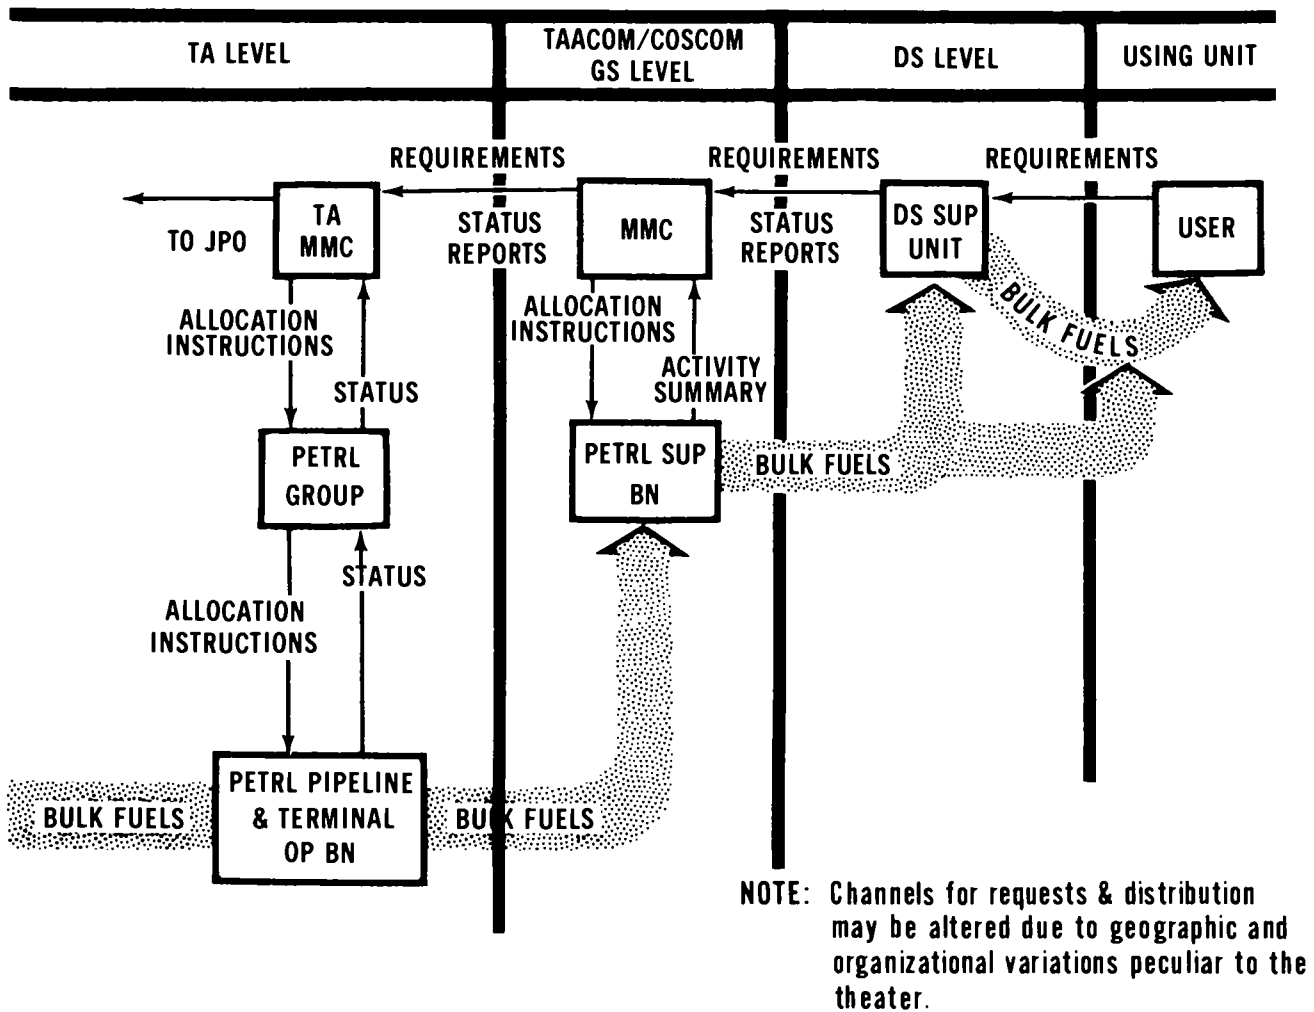 TA LEVEL
TAACOM/COSCOM
GS LEVEL
DS LEVEL
USING UNIT
REQUIREMENTS
REQUIREMENTS
REQUIREMENTS
TO JPO
TA
MMC
STATUS
REPORTS
MMC
STATUS
REPORTS
DS SUP
UNIT
USER
ALLOCATION
INSTRUCTIONS
STATUS
ALLOCATION
INSTRUCTIONS
ACTIVITY
SUMMARY
BULK FUELS
PETRL
GROUP
PETRL SUP
BN
BULK FUELS
STATUS
ALLOCATION
INSTRUCTIONS
BULK FUELS
PETRL PIPELINE
& TERMINAL
OP BN
BULK FUELS
NOTE: Channels for requests & distribution
may be altered due to geographic and
organizational variations peculiar to the
theater.